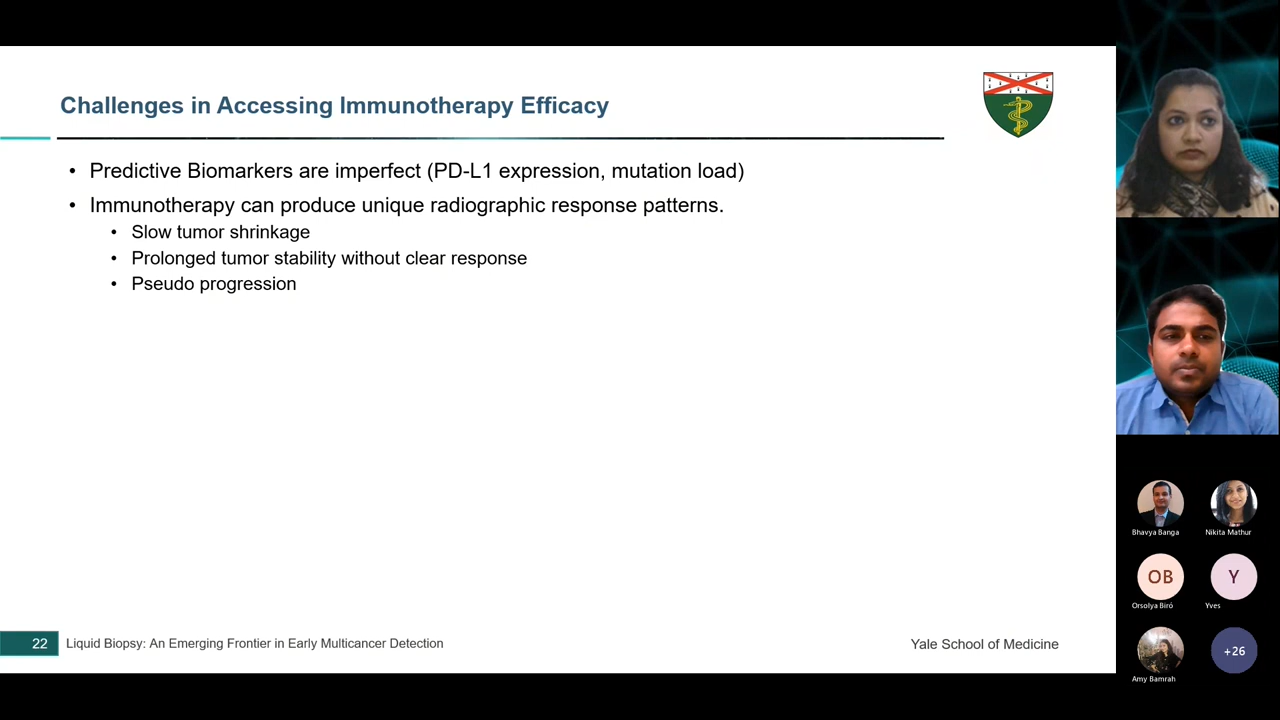 Challenges in Accessing Immunotherapy Efficacy
• Predictive Biomarkers are imperfect (PD-L1 expression, mutation load)
• Immunotherapy can produce unique radiographic response patterns.
• Slow tumor shrinkage
• Prolonged tumor stability without clear response
• Pseudo progression
22 Liquid Biopsy: An Emerging Frontier in Early Multicancer Detection
Yale School of Medicine
Bhavya Banga
Nikita Mathur
OB
Y
Orsolya Biró
Yves
+26
Amy Bamrah